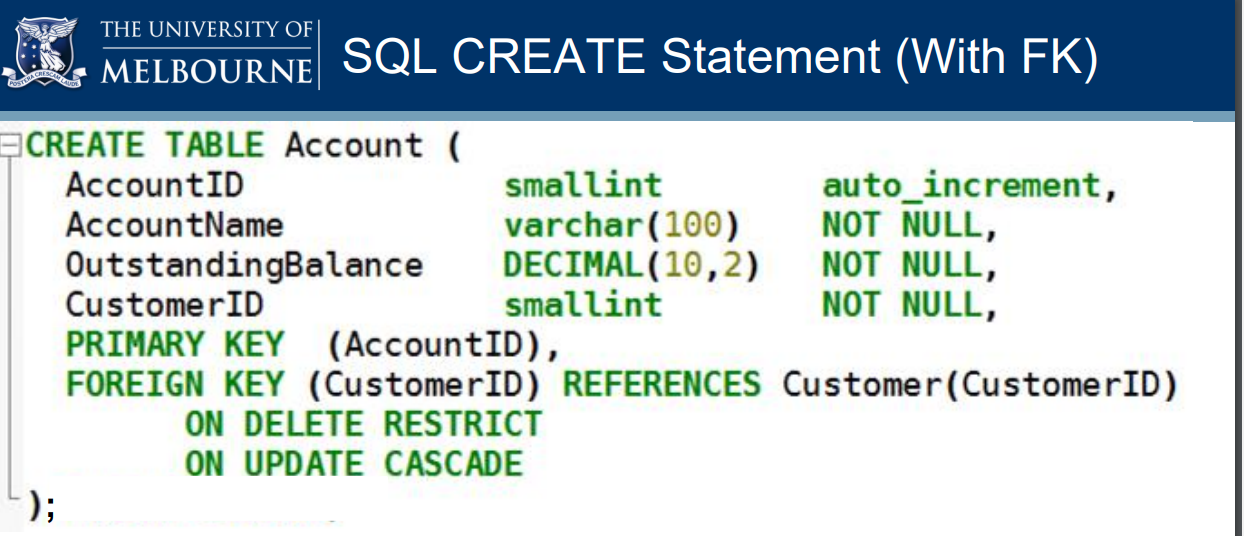 THE UNIVERSITY OF
MELBOURNE
POSTERA CRESCAM LAUDE
SQL CREATE Statement (With FK)
CREATE TABLE Account (
AccountID smallint auto_increment,
AccountName varchar(100) NOT NULL,
OutstandingBalance DECIMAL(10,2) NOT NULL,
CustomerID smallint NOT NULL,
PRIMARY KEY (AccountID),
FOREIGN KEY (CustomerID) REFERENCES Customer(CustomerID)
ON DELETE RESTRICT
ON UPDATE CASCADE
);